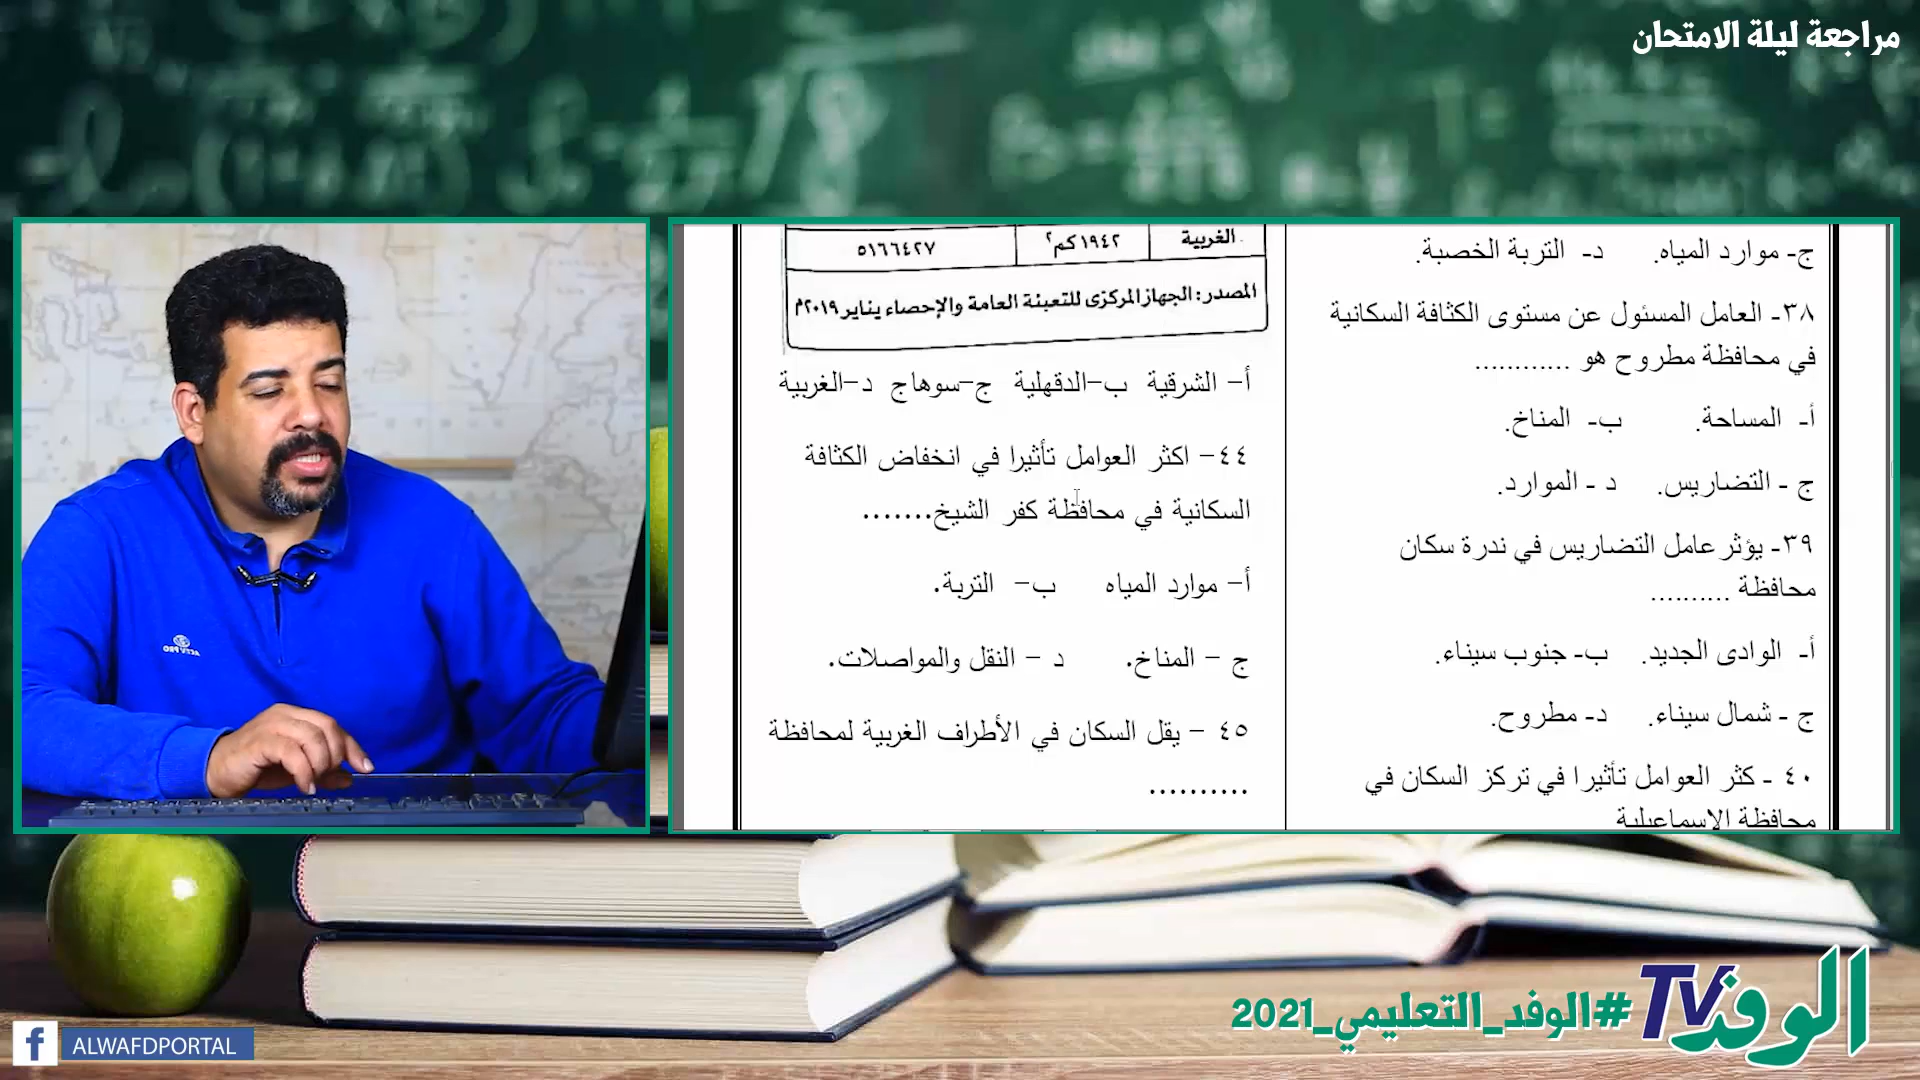 مراجعة ليلة الامتحان
ج- موارد المياه. د- التربة الخصبة.
٣٨- العامل المسئول عن مستوى الكثافة السكانية
في محافظة مطروح هو ............
أ- المساحة. ب- المناخ.
ج - التضاريس. د - الموارد.
٣٩- يؤثر عامل التضاريس في ندرة سكان
محافظة ..........
أ- الوادى الجديد. ب- جنوب سيناء.
ج - شمال سيناء. د- مطروح.
٤٠ - كثر العوامل تأثيرا في تركز السكان في
محافظة الإسماعيلية
الغربية ١٩٤٢كم٢ ٥١٦٦٤٢٧
المصدر: الجهاز المركزى للتعبئة العامة والإحصاء يناير ٢٠١٩م
أ- الشرقية ب-الدقهلية ج-سوهاج د-الغربية
٤٤- اكثر العوامل تأثيرا في انخفاض الكثافة
السكانية في محافظة كفر الشيخ.......
أ- موارد المياه ب- التربة.
ج - المناخ. د - النقل والمواصلات.
٤٥ - يقل السكان في الأطراف الغربية لمحافظة
..........
ACTIV PRO
#الوفد_التعليمي_2021
الوفد TV
f ALWAFDPORTAL